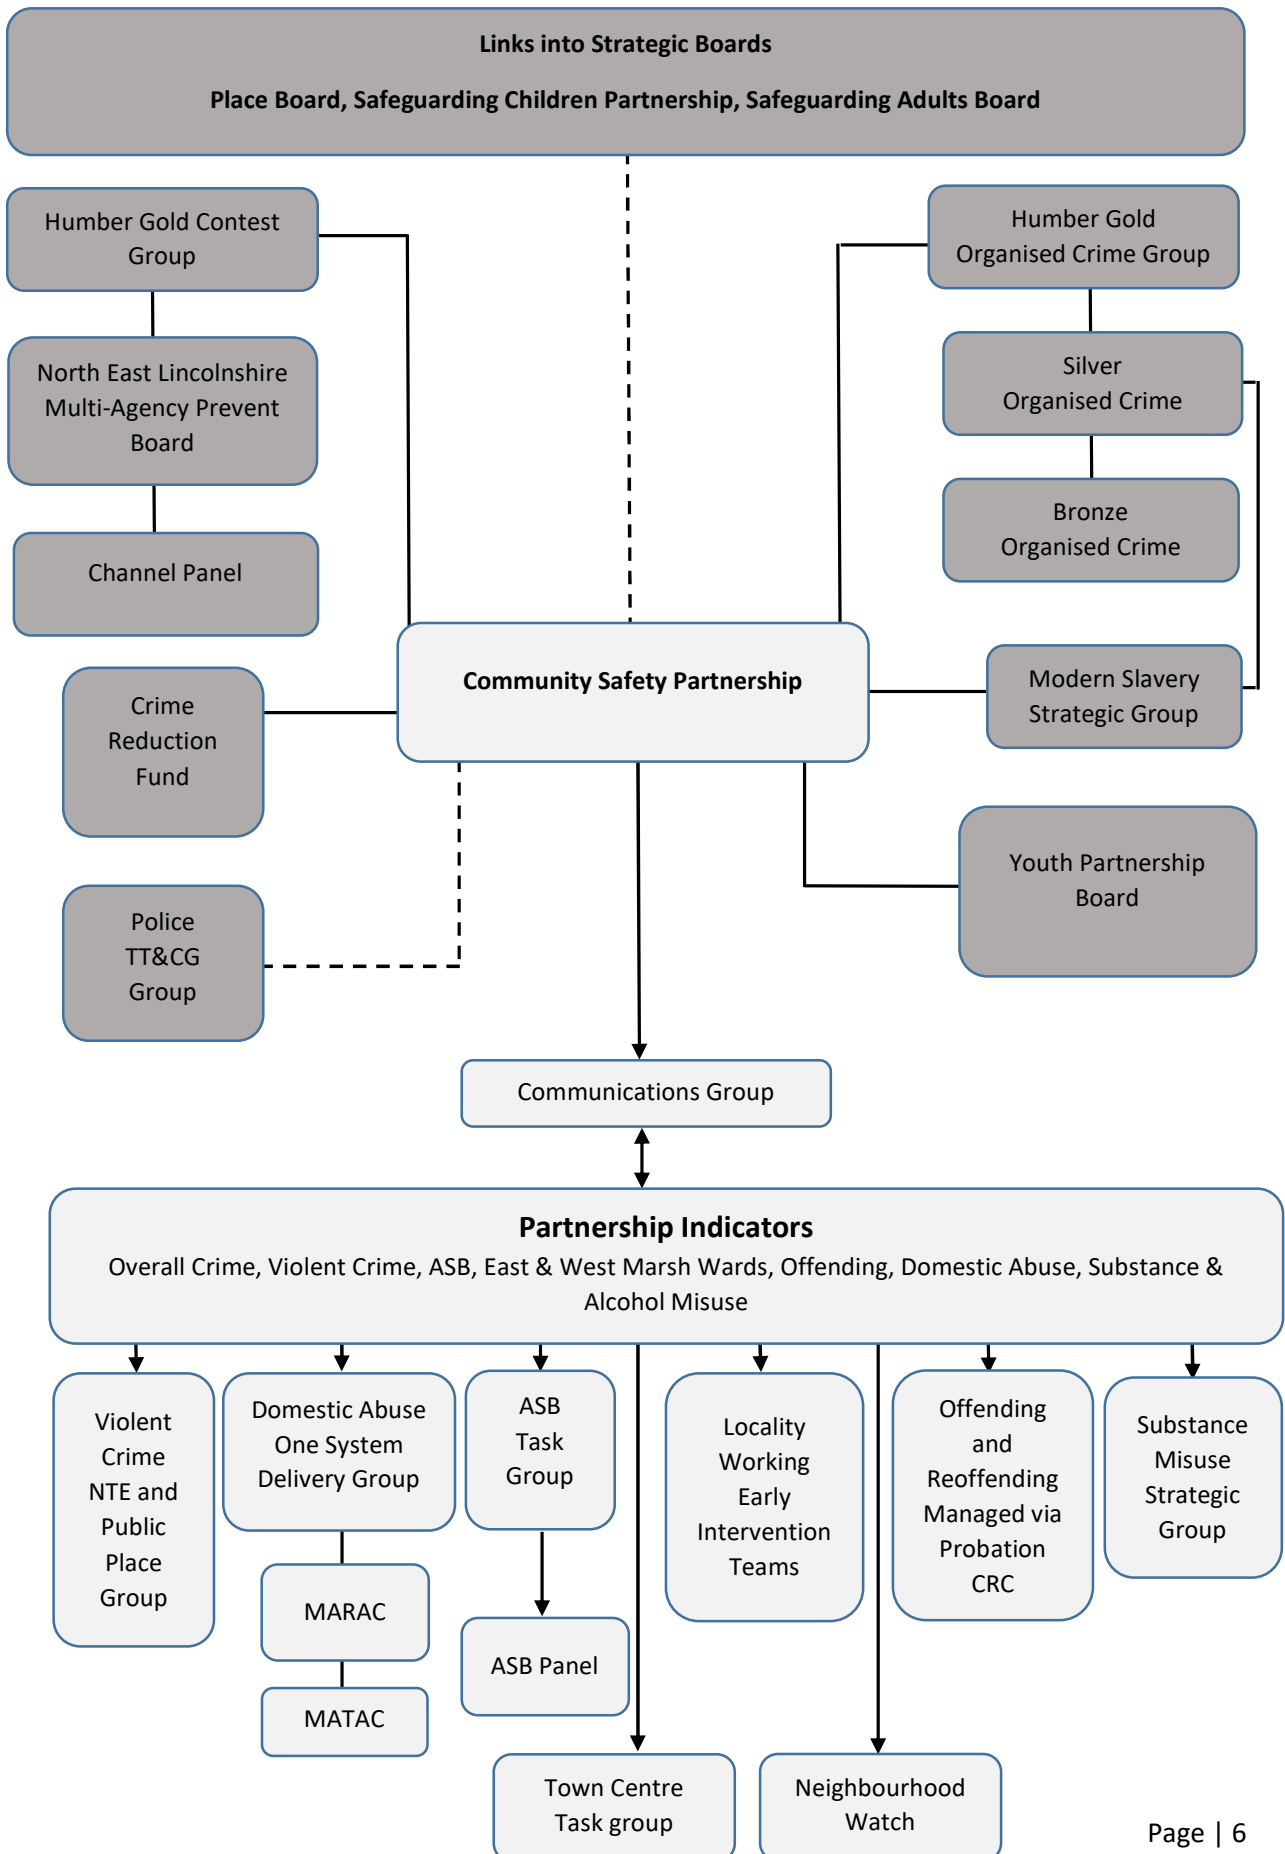 Links into Strategic Boards
Place Board, Safeguarding Children Partnership, Safeguarding Adults Board
Humber Gold Contest
Group
Humber Gold
Organised Crime Group
North East Lincolnshire
Multi-Agency Prevent
Board
Silver
Organised Crime
Channel Panel
Bronze
Organised Crime
Community Safety Partnership
Crime
Reduction
Fund
Modern Slavery
Strategic Group
Police
TT&CG
Group
Youth Partnership
Board
Communications Group
Partnership Indicators
Overall Crime, Violent Crime, ASB, East & West Marsh Wards, Offending, Domestic Abuse, Substance &
Alcohol Misuse
Violent
Crime
NTE and
Public
Place
Group
Domestic Abuse
One System
Delivery Group
MARAC
MATAC
ASB
Task
Group
ASB Panel
Locality
Working
Early
Intervention
Teams
Offending
and
Reoffending
Managed via
Probation
CRC
Substance
Misuse
Strategic
Group
Town Centre
Task group
Neighbourhood
Watch
Page | 6